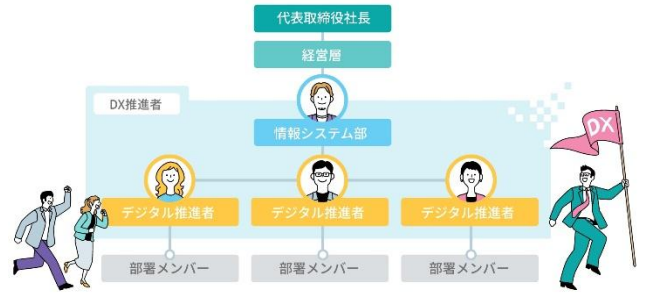 代表取締役社長
経営層
DX推進者
DX
情報システム部
デジタル推進者
デジタル推進者
デジタル推進者
部署メンバー
部署メンバー
部署メンバー